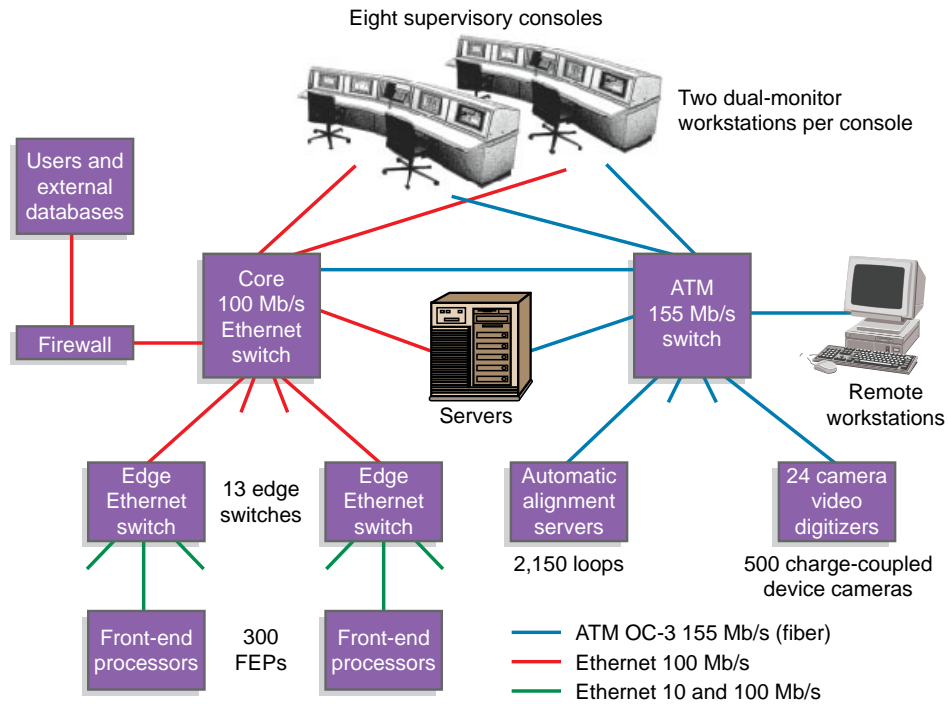 Eight supervisory consoles
Two dual-monitor
workstations per console
Users and
external
databases
Core
100 Mb/s
Ethernet
switch
ATM
155 Mb/s
switch
Firewall
Servers
Remote
workstations
Edge
Ethernet
switch
13 edge
switches
Edge
Ethernet
switch
Automatic
alignment
servers
24 camera
video
digitizers
2,150 loops
500 charge-coupled
device cameras
Front-end
processors
300
FEPs
Front-end
processors
ATM OC-3 155 Mb/s (fiber)
Ethernet 100 Mb/s
Ethernet 10 and 100 Mb/s